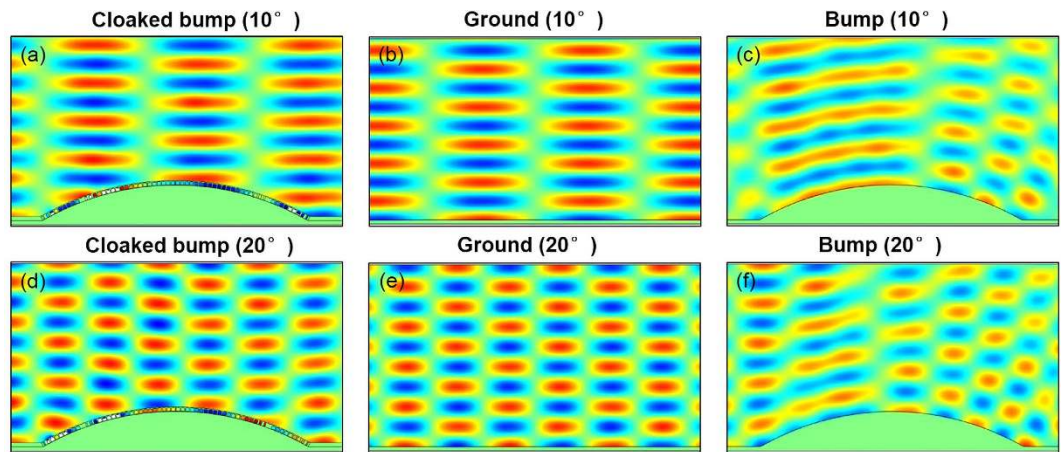 Cloaked bump (10°)
Ground (10°)
Bump (10°)
(a)
(b)
(c)
Cloaked bump (20°)
Ground (20°)
Bump (20°)
(d)
(e)
(f)